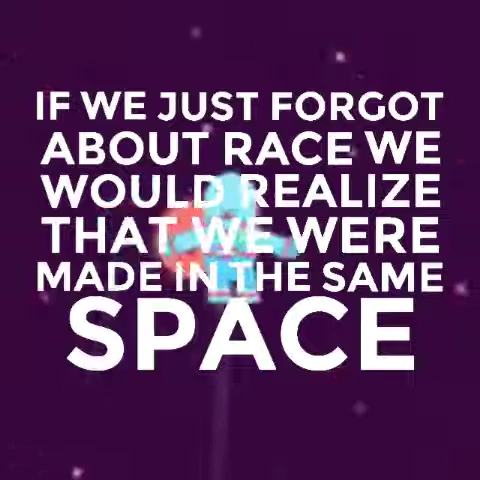 IF WE JUST FORGOT
ABOUT RACE WE
WOULD REALIZE
THAT WE WERE
MADE IN THE SAME
SPACE